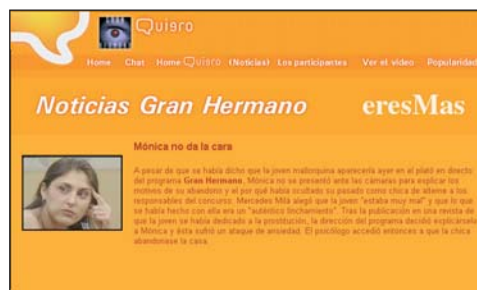 Quiero
Home Chat Home Quiero (Noticias) Los participantes Ver el vídeo Popularidad
Noticias Gran Hermano eresMas
Mónica no da la cara
A pesar de que se había dicho que la joven mallorquina aparecería ayer en el plató en directo
del programa Gran Hermano, Mónica no se presentó ante las cámaras para explicar los
motivos de su abandono y el por qué había ocultado su pasado como chica de alterne a los
responsables del concurso. Mercedes Milá alegó que la joven "estaba muy mal" y que lo que
se había hecho con ella era un "auténtico linchamiento". Tras la publicación en una revista de
que la joven se había dedicado a la prostitución, la dirección del programa decidió explicárselo
a Mónica y ésta sufrió un ataque de ansiedad. El psicólogo accedió entonces a que la chica
abandonase la casa.